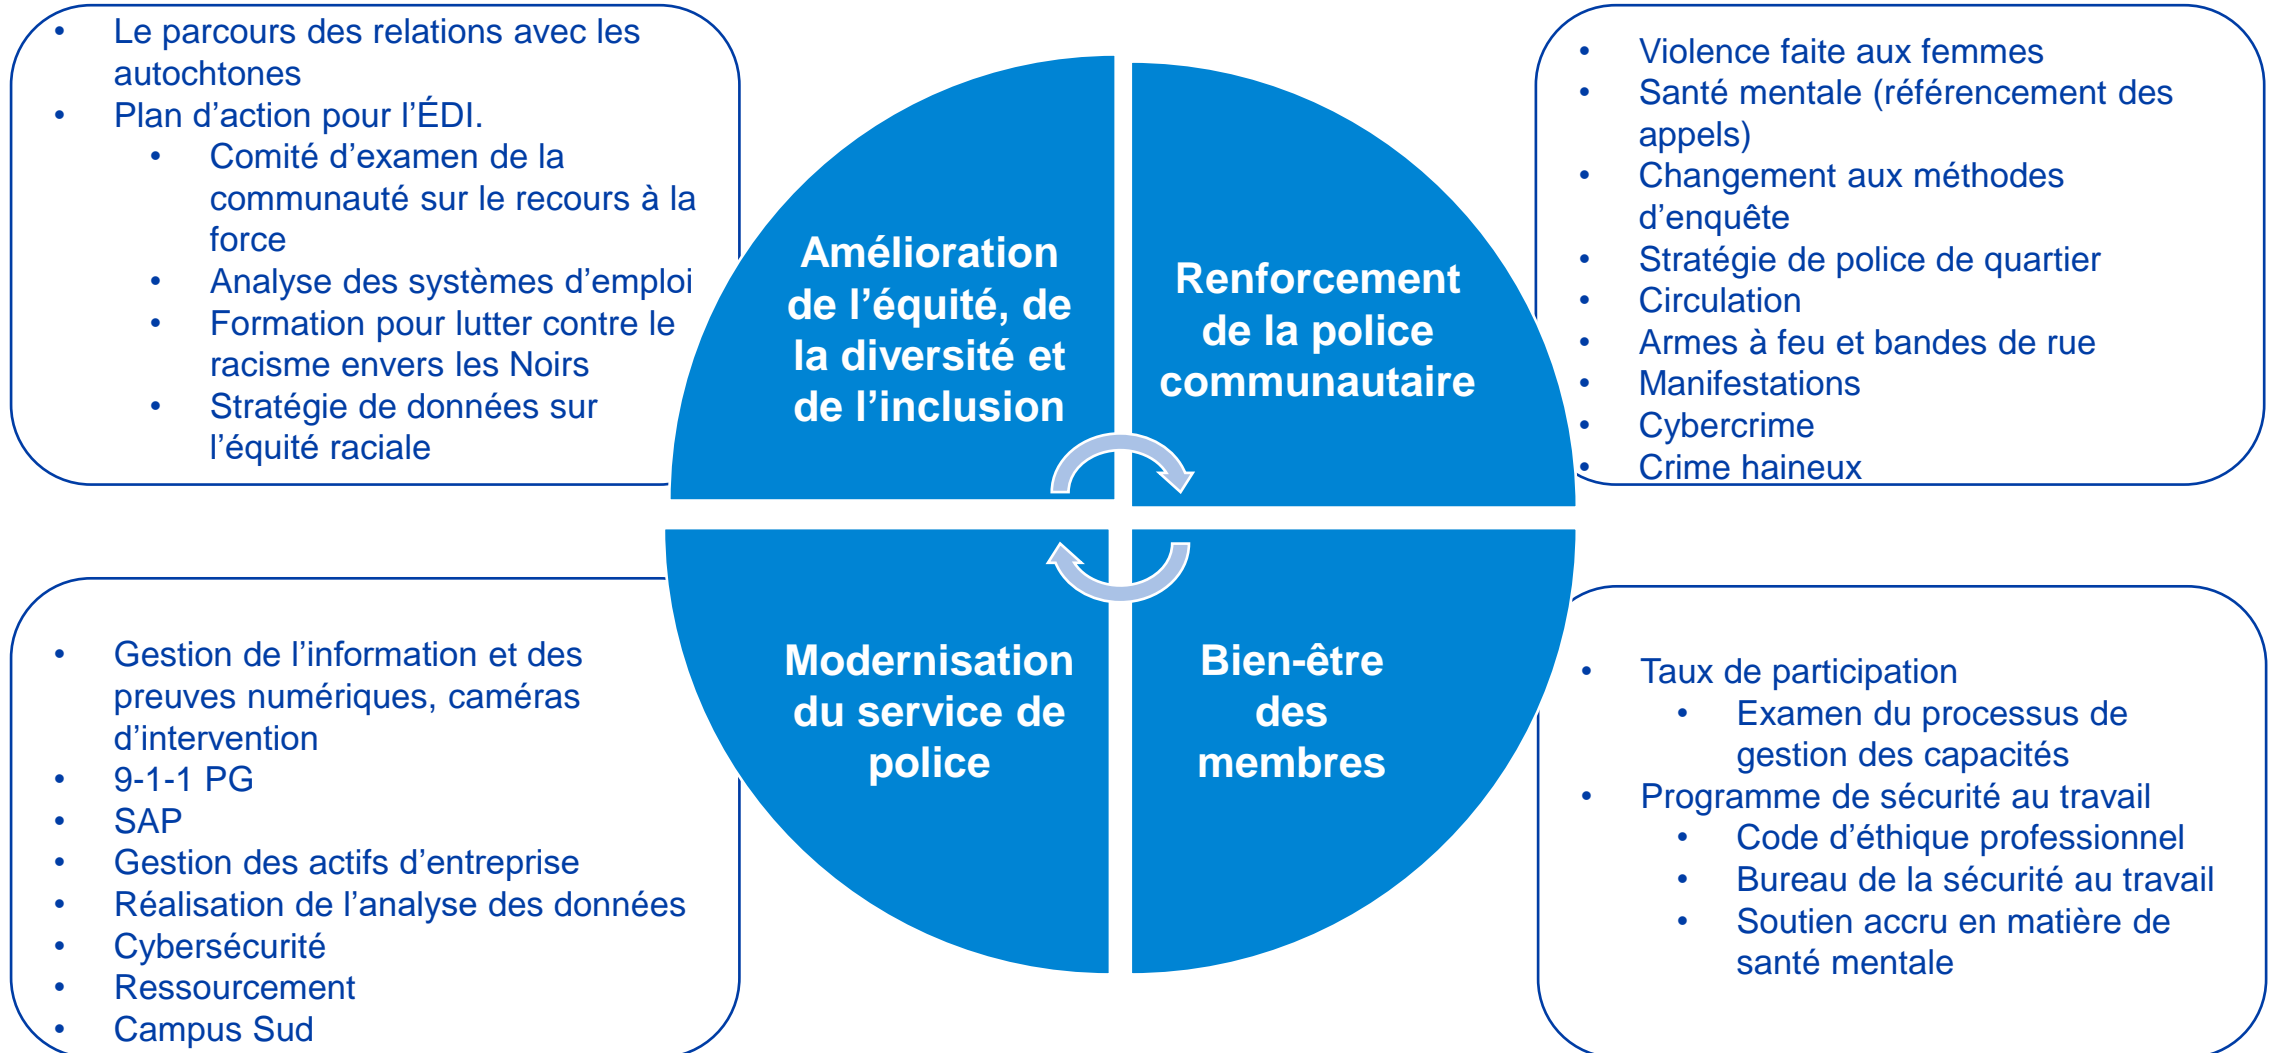 • Le parcours des relations avec les
autochtones
• Plan d’action pour l’ÉDI.
• Comité d’examen de la
communauté sur le recours à la
force
• Analyse des systèmes d’emploi
• Formation pour lutter contre le
racisme envers les Noirs
• Stratégie de données sur
l’équité raciale
Amélioration
de l’équité, de
la diversité et
de l’inclusion
Renforcement
de la police
communautaire
• Violence faite aux femmes
• Santé mentale (référencement des
appels)
• Changement aux méthodes
d’enquête
• Stratégie de police de quartier
• Circulation
• Armes à feu et bandes de rue
• Manifestations
• Cybercrime
• Crime haineux
• Gestion de l’information et des
preuves numériques, caméras
d’intervention
• 9-1-1 PG
• SAP
• Gestion des actifs d’entreprise
• Réalisation de l’analyse des données
• Cybersécurité
• Ressourcement
• Campus Sud
Modernisation
du service de
police
Bien-être
des
membres
• Taux de participation
• Examen du processus de
gestion des capacités
• Programme de sécurité au travail
• Code d’éthique professionnel
• Bureau de la sécurité au travail
• Soutien accru en matière de
santé mentale